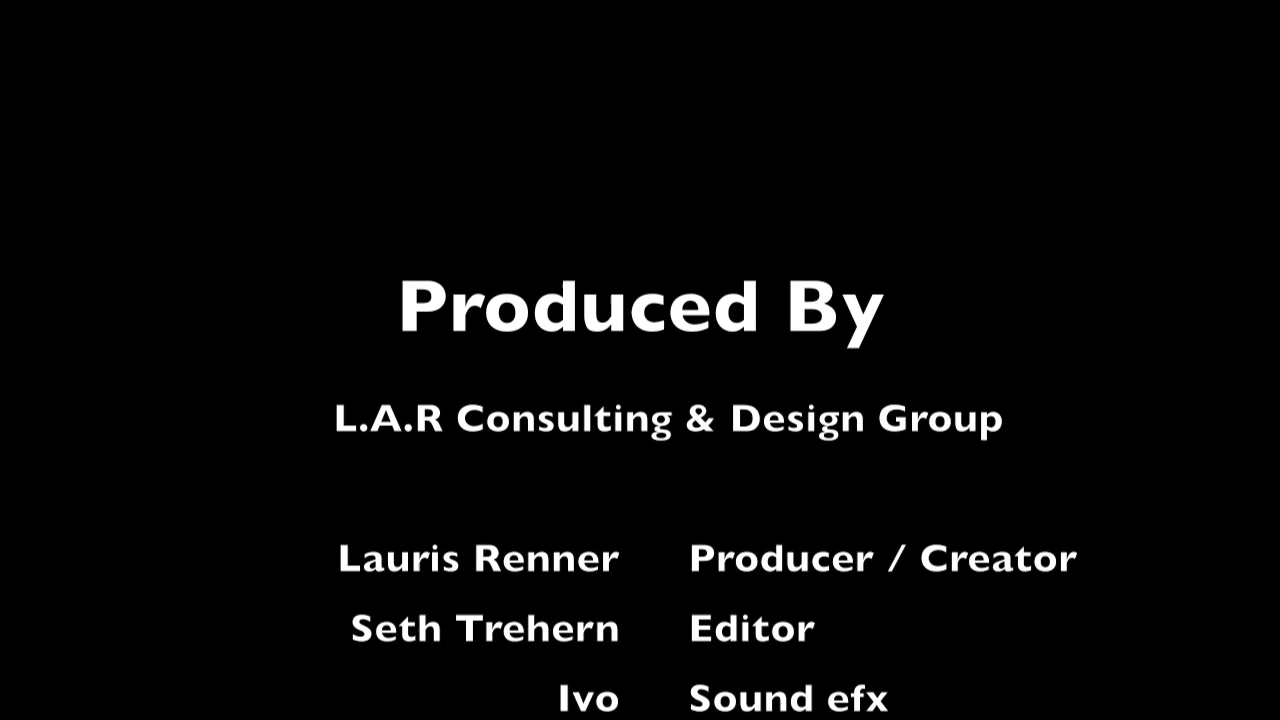 Produced By
L.A.R Consulting & Design Group
Lauris Renner Producer / Creator
Seth Trehern Editor
Ivo Sound efx